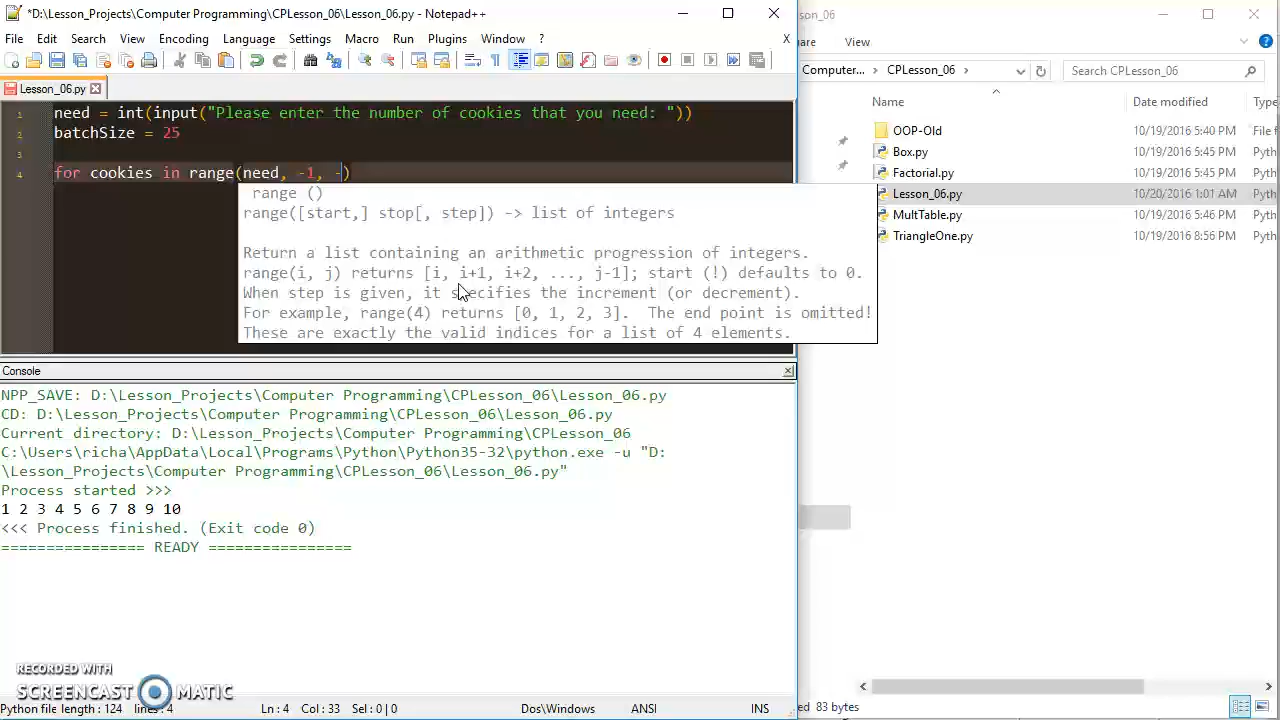 *D:\Lesson_Projects\Computer Programming\CPLesson_06\Lesson_06.py - Notepad++
File Edit Search View Encoding Language Settings Macro Run Plugins Window ?
Lesson_06.py
1 need = int(input("Please enter the number of cookies that you need: "))
2 batchSize = 25
3
4 for cookies in range(need, -1, -)
range ()
range([start,] stop[, step]) -> list of integers
Return a list containing an arithmetic progression of integers.
range(i, j) returns [i, i+1, i+2, ..., j-1]; start (!) defaults to 0.
When step is given, it specifies the increment (or decrement).
For example, range(4) returns [0, 1, 2, 3].  The end point is omitted!
These are exactly the valid indices for a list of 4 elements.
Console
NPP_SAVE: D:\Lesson_Projects\Computer Programming\CPLesson_06\Lesson_06.py
CD: D:\Lesson_Projects\Computer Programming\CPLesson_06
Current directory: D:\Lesson_Projects\Computer Programming\CPLesson_06
C:\Users\richa\AppData\Local\Programs\Python\Python35-32\python.exe -u "D:
\Lesson_Projects\Computer Programming\CPLesson_06\Lesson_06.py"
Process started >>>
1 2 3 4 5 6 7 8 9 10
<<< Process finished. (Exit code 0)
================ READY ================
RECORDED WITH
SCREENCAST MATIC
Python file length : 124 lines : 4 Ln : 4 Col : 33 Sel : 0 | 0 Dos\Windows ANSI INS
son_06
are View
Computer... > CPLesson_06 > Search CPLesson_06
Name Date modified Type
OOP-Old 10/19/2016 5:40 PM File f
Box.py 10/19/2016 5:45 PM Pyth
Factorial.py 10/19/2016 5:45 PM Pyth
Lesson_06.py 10/20/2016 1:01 AM Pyth
MultTable.py 10/19/2016 5:46 PM Pyth
TriangleOne.py 10/19/2016 8:56 PM Pyth
ed 83 bytes